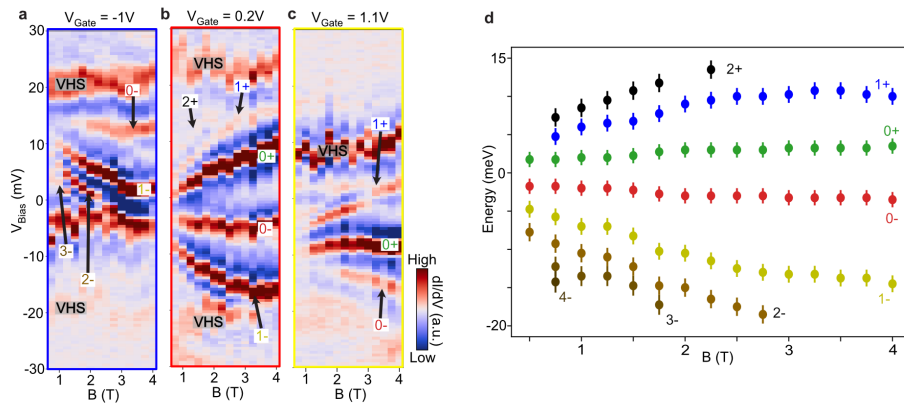 a
V_Gate = -1V
b
V_Gate = 0.2V
c
V_Gate = 1.1V
d
V_Bias (mV)
30
20
10
0
-10
-20
-30
VHS
0-
1-
3-
2-
VHS
1 2 3 4
B (T)
VHS
2+
1+
0+
0-
1-
VHS
1 2 3 4
B (T)
1+
VHS
0+
0-
1 2 3 4
B (T)
High
dI/dV (a.u.)
Low
Energy (meV)
15
0
-20
2+
1+
0+
0-
1-
2-
3-
4-
1 2 3 4
B (T)